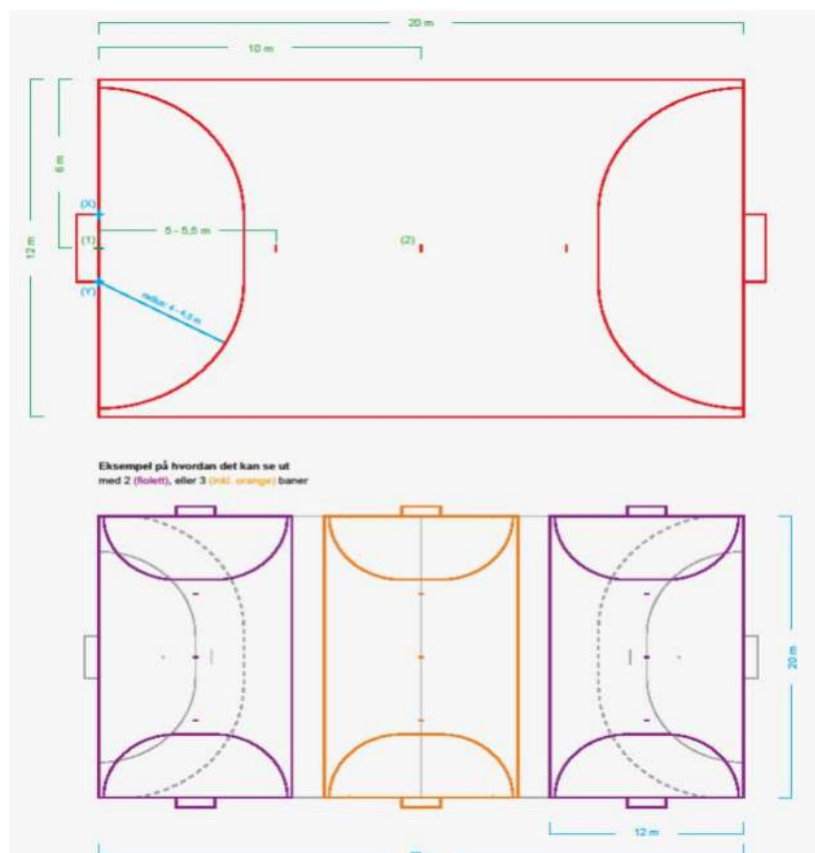 20 m
10 m
6 m
12 m
(X)
(1)
5 - 5,5 m
(2)
(Y)
radius: 4 - 4,5 m
Eksempel på hvordan det kan se ut
med 2 (fiolett), eller 3 (inkl. orange) baner
20 m
12 m